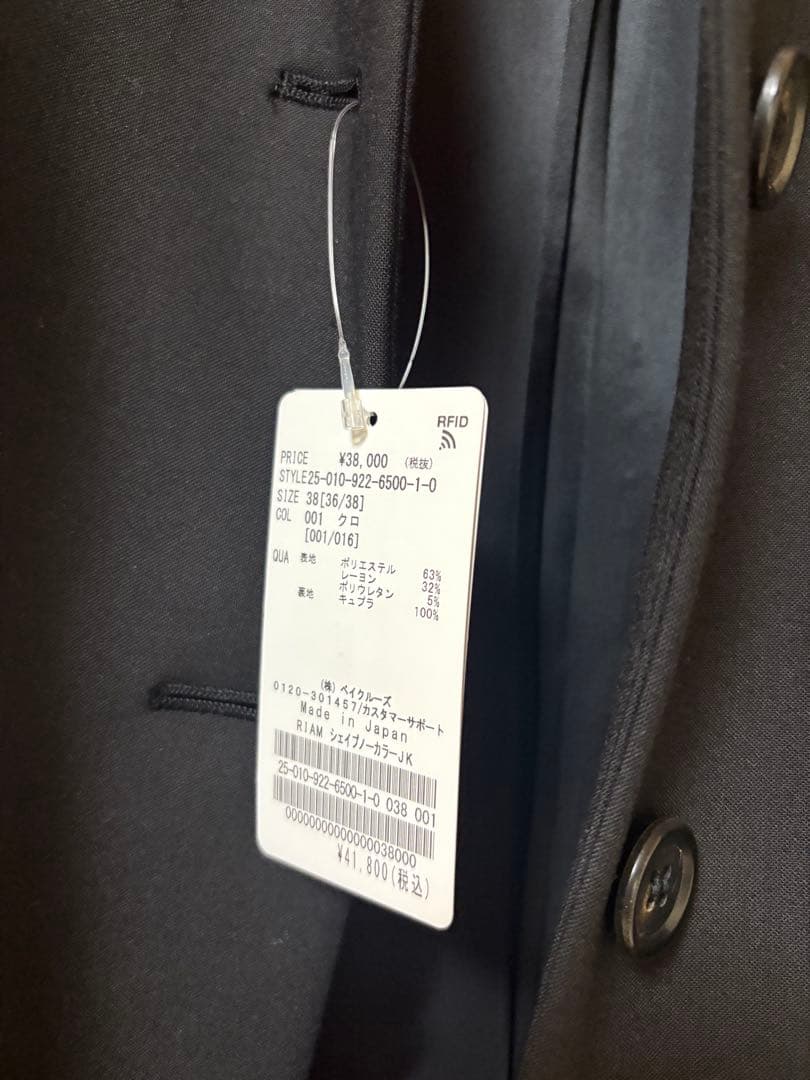 RFID
PRICE ¥38,000 (税抜)
STYLE25-010-922-6500-1-0
SIZE 38[36/38]
COL 001 クロ
[001/016]
QUA 表地 ポリエステル 63%
レーヨン 32%
ポリウレタン 5%
裏地 キュプラ 100%
(株) ベイクルーズ
0120-301457/カスタマーサポート
Made in Japan
RIAM シェイプノーカラーJK
25-010-922-6500-1-0 038 001
00000000000000038000
¥41,800(税込)